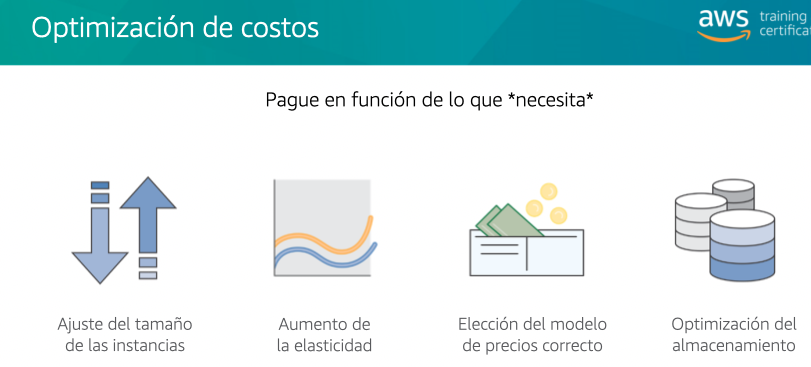 Optimización de costos
aws training
Pague en función de lo que *necesita*
Ajuste del tamaño
de las instancias
Aumento de
la elasticidad
Elección del modelo
de precios correcto
Optimización del
almacenamiento